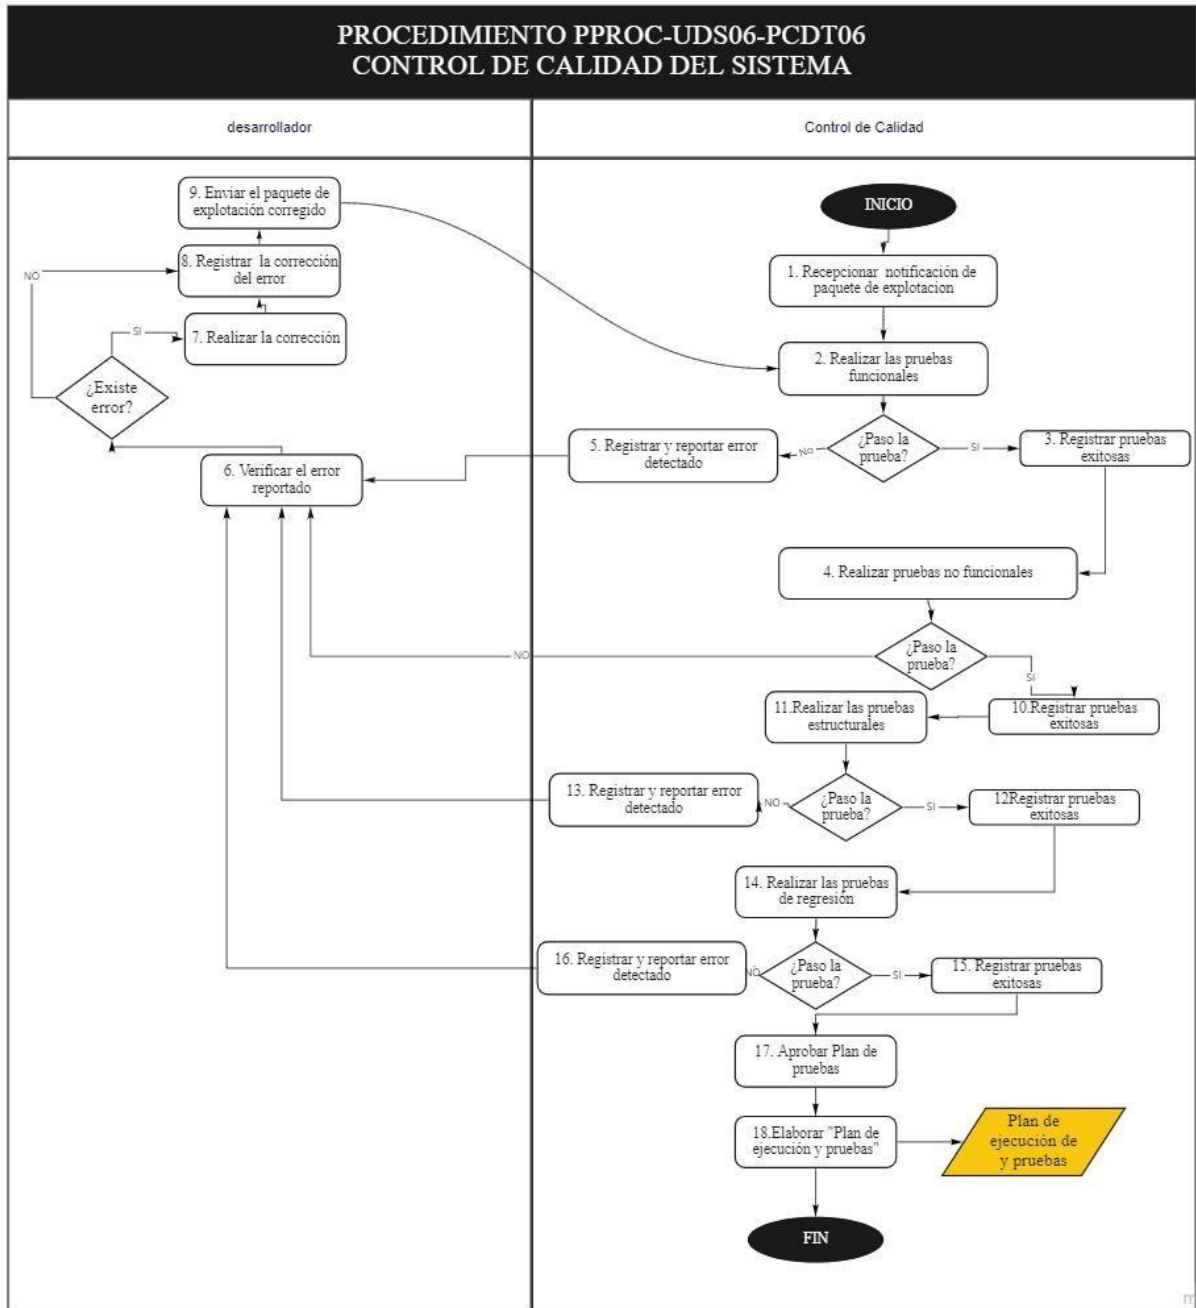 PROCEDIMIENTO PPROC-UDS06-PCDT06
CONTROL DE CALIDAD DEL SISTEMA
desarrollador
Control de Calidad
9. Enviar el paquete de
explotación corregido
INICIO
8. Registrar la corrección
del error
NO
1. Recepcionar notificación de
paquete de explotacion
SI
7. Realizar la corrección
2. Realizar las pruebas
funcionales
¿Existe
error?
5. Registrar y reportar error
detectado
No
¿Paso la
prueba?
SI
3. Registrar pruebas
exitosas
6. Verificar el error
reportado
4. Realizar pruebas no funcionales
NO
¿Paso la
prueba?
SI
11.Realizar las pruebas
estructurales
10.Registrar pruebas
exitosas
13. Registrar y reportar error
detectado
NO
¿Paso la
prueba?
SI
12Registrar pruebas
exitosas
14. Realizar las pruebas
de regresión
16. Registrar y reportar error
detectado
NO
¿Paso la
prueba?
SI
15. Registrar pruebas
exitosas
17. Aprobar Plan de
pruebas
18.Elaborar "Plan de
ejecución y pruebas"
Plan de
ejecución de
y pruebas
FIN